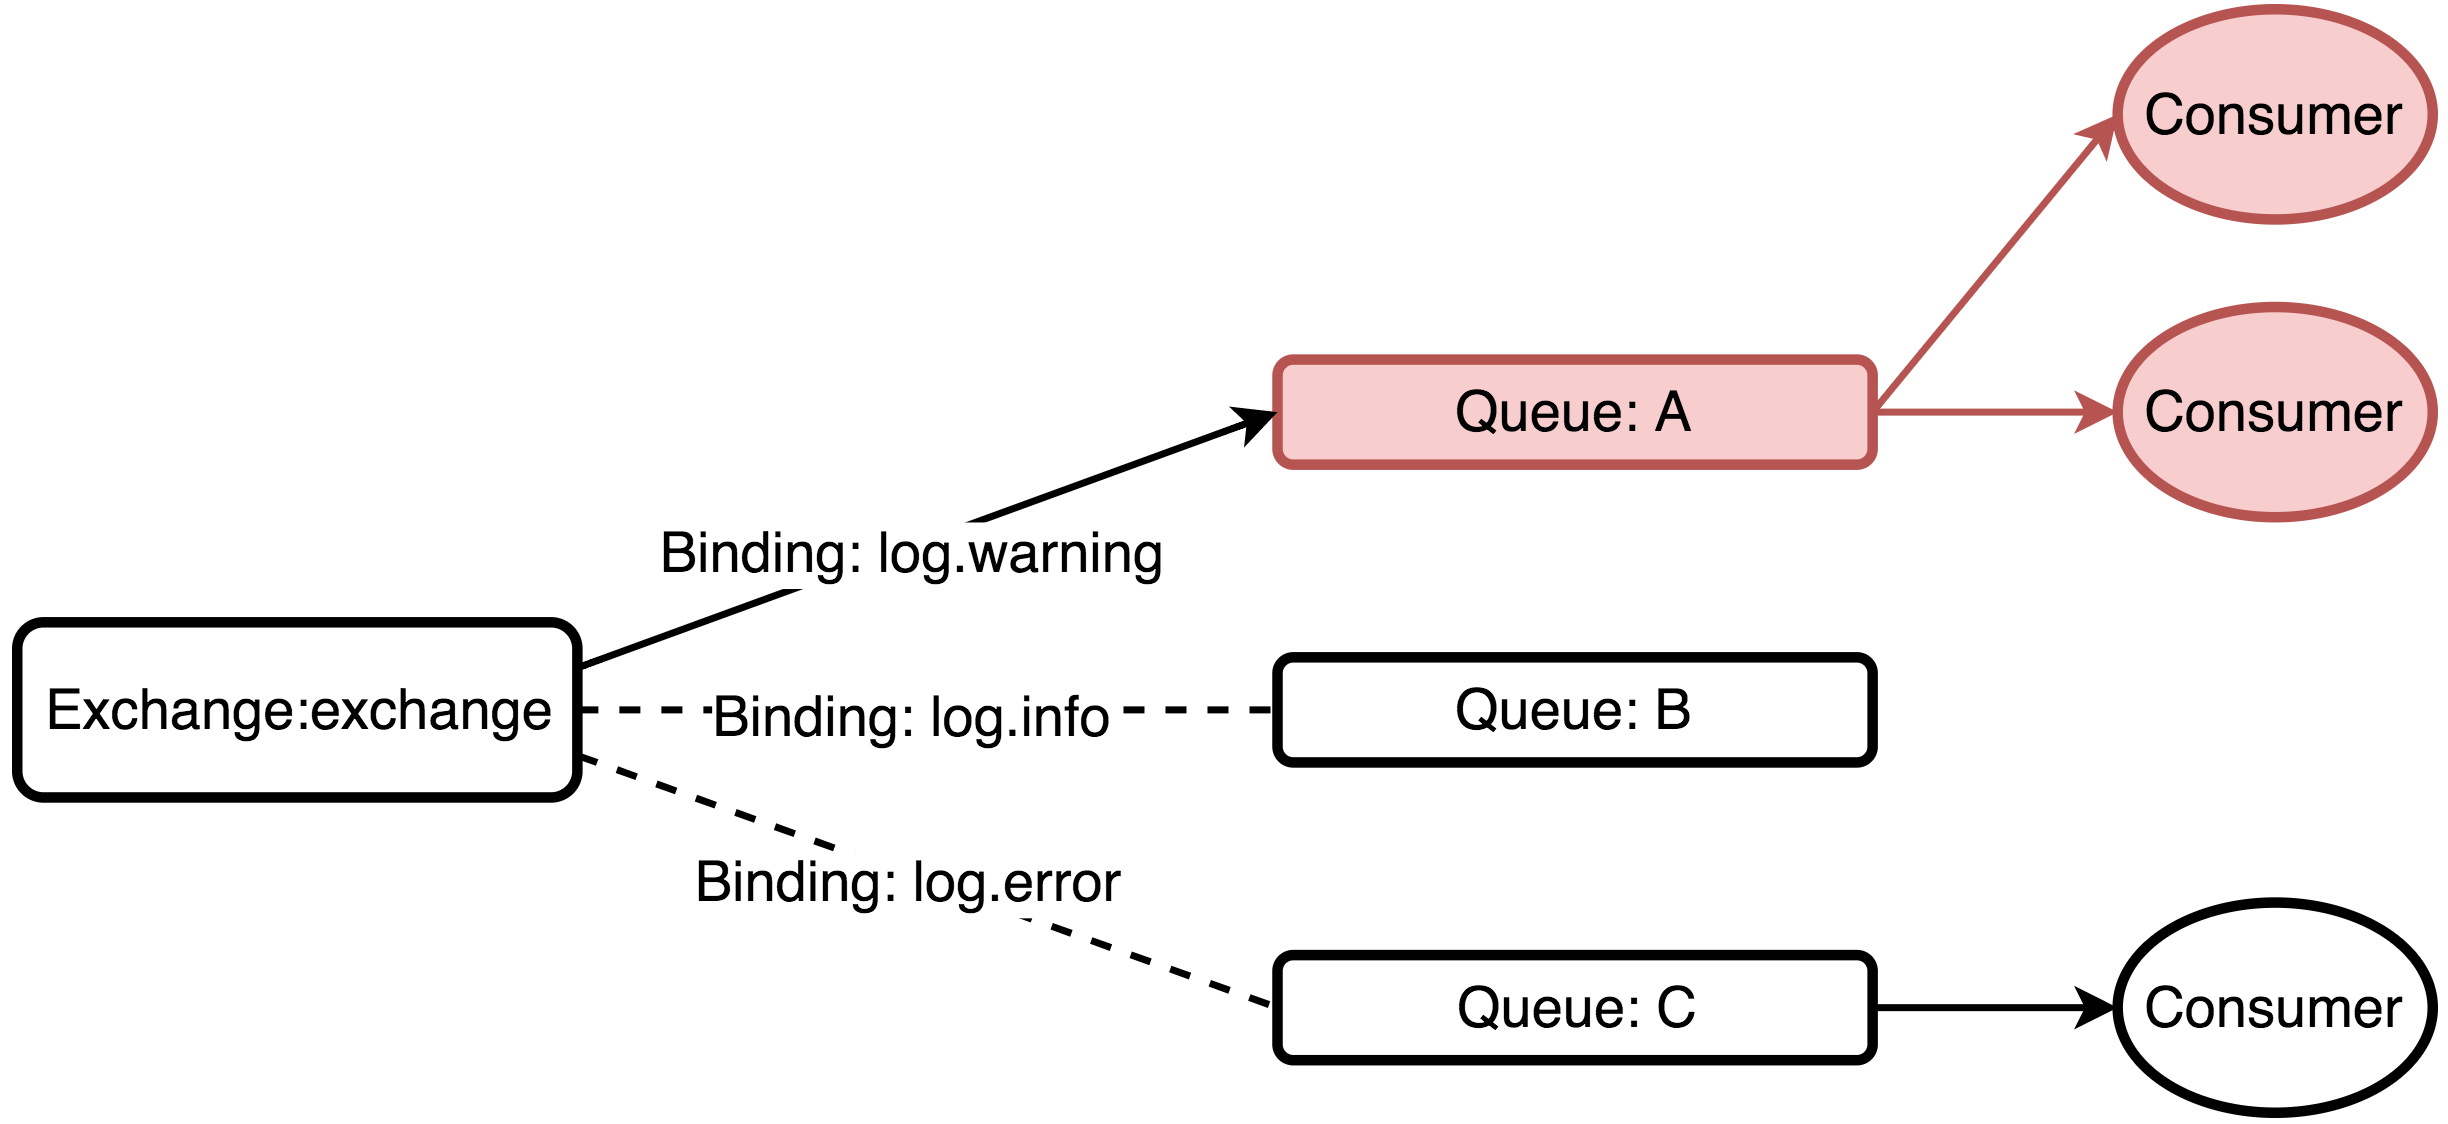 Consumer
Queue: A
Consumer
Binding: log.warning
Exchange:exchange
Binding: log.info
Queue: B
Binding: log.error
Queue: C
Consumer